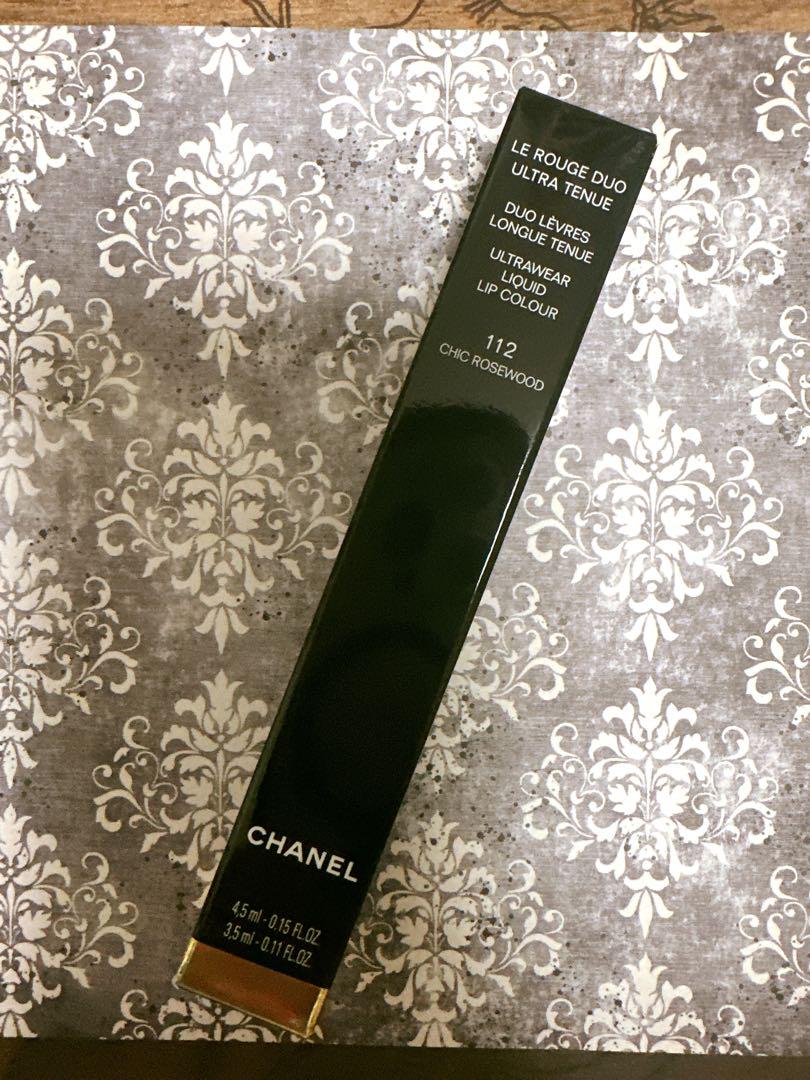 LE ROUGE DUO
ULTRA TENUE
DUO LÈVRES
LONGUE TENUE
ULTRAWEAR
LIQUID
LIP COLOUR
112
CHIC ROSEWOOD
CHANEL
4,5 ml - 0.15 FL.OZ.
3,5 ml - 0.11 FL.OZ.